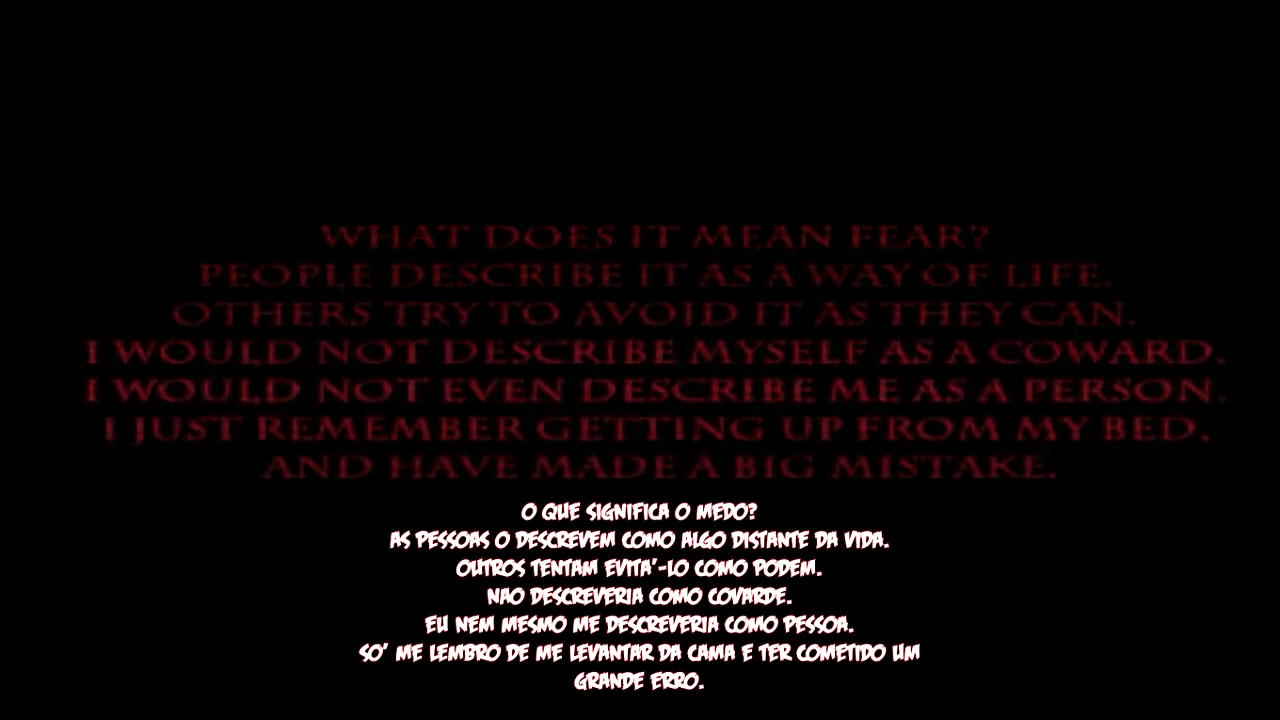 WHAT DOES IT MEAN FEAR?
PEOPLE DESCRIBE IT AS A WAY OF LIFE.
OTHERS TRY TO AVOID IT AS THEY CAN.
I WOULD NOT DESCRIBE MYSELF AS A COWARD.
I WOULD NOT EVEN DESCRIBE ME AS A PERSON.
I JUST REMEMBER GETTING UP FROM MY BED,
AND HAVE MADE A BIG MISTAKE.
O QUE SIGNIFICA O MEDO?
AS PESSOAS O DESCREVEM COMO ALGO DISTANTE DA VIDA.
OUTROS TENTAM EVITA'-LO COMO PODEM.
NAO DESCREVERIA COMO COVARDE.
EU NEM MESMO ME DESCREVERIA COMO PESSOA.
SO' ME LEMBRO DE ME LEVANTAR DA CAMA E TER COMETIDO UM
GRANDE ERRO.